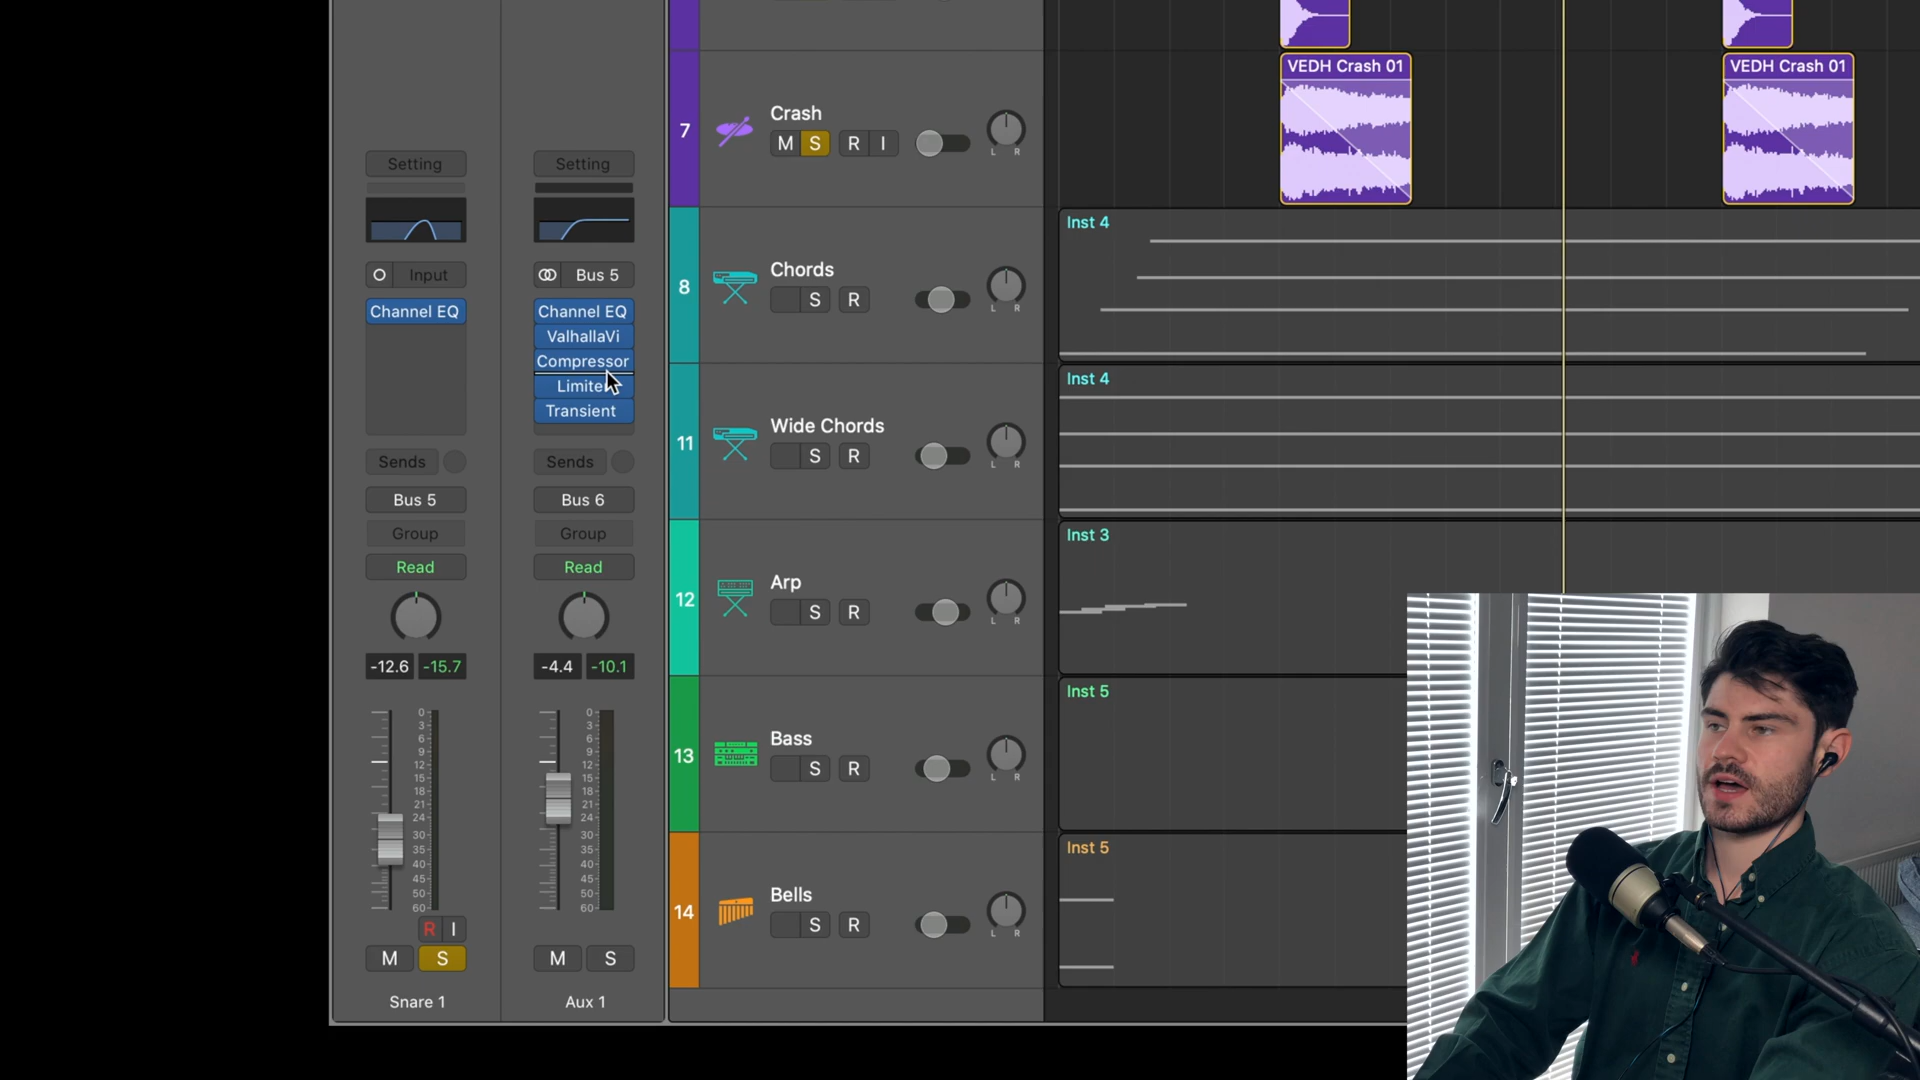 Setting
Setting
Input
Bus 5
Channel EQ
Channel EQ
ValhallaVi
Compressor
Limiter
Transient
Sends
Sends
Bus 5
Bus 6
Group
Group
Read
Read
-12.6
-15.7
-4.4
-10.1
0
3
6
9
12
15
18
21
24
30
35
40
45
50
60
0
3
6
9
12
15
18
21
24
30
35
40
45
50
60
R I
M S
M S
Snare 1
Aux 1
7
Crash
M S R I
L R
8
Chords
S R
L R
11
Wide Chords
S R
L R
12
Arp
S R
L R
13
Bass
S R
L R
14
Bells
S R
L R
VEDH Crash 01
VEDH Crash 01
Inst 4
Inst 4
Inst 3
Inst 5
Inst 5